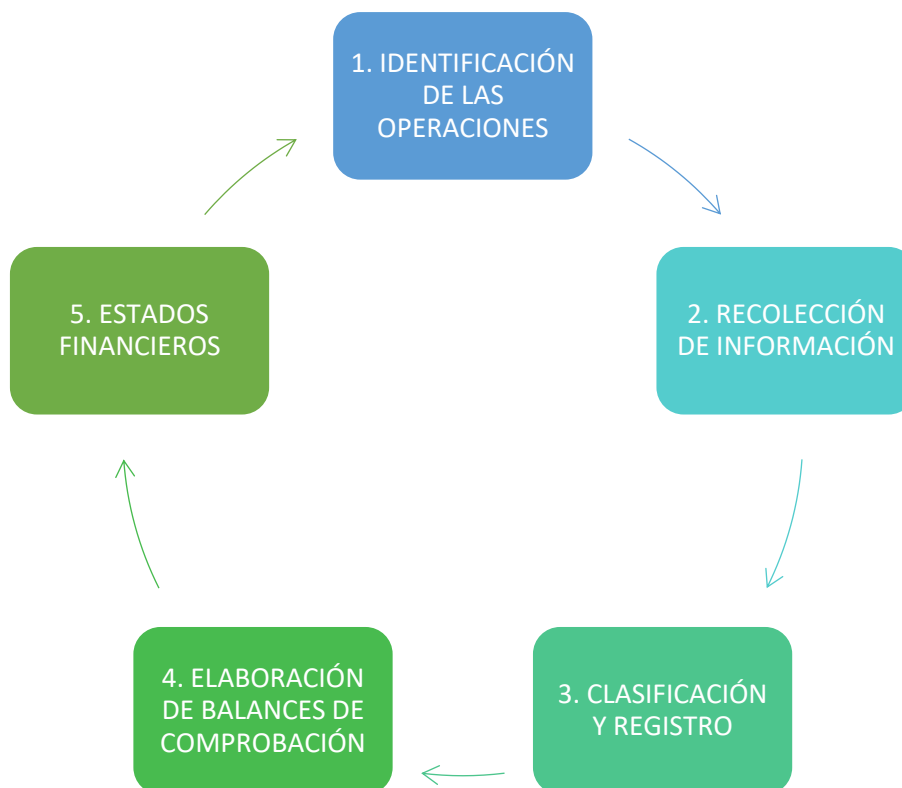 1. IDENTIFICACIÓN
DE LAS
OPERACIONES
2. RECOLECCIÓN
DE INFORMACIÓN
3. CLASIFICACIÓN
Y REGISTRO
4. ELABORACIÓN
DE BALANCES DE
COMPROBACIÓN
5. ESTADOS
FINANCIEROS